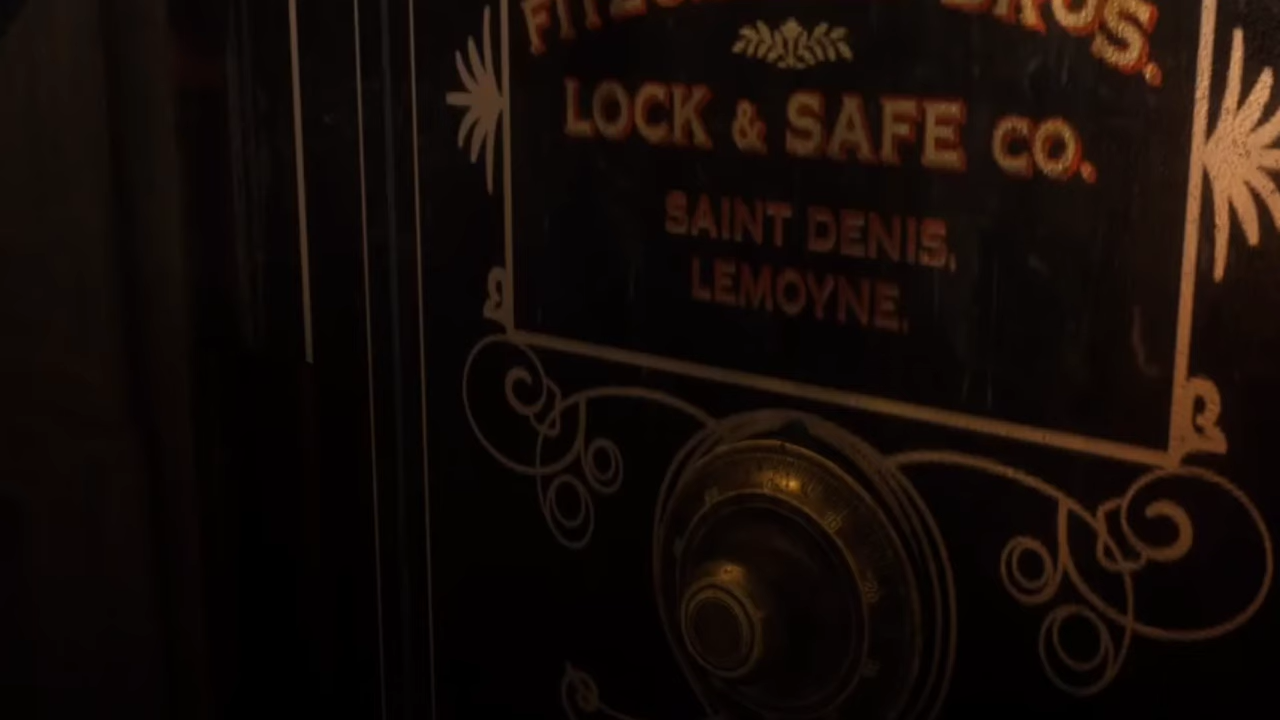 BROS.
LOCK & SAFE CO.
SAINT DENIS,
LEMOYNE.